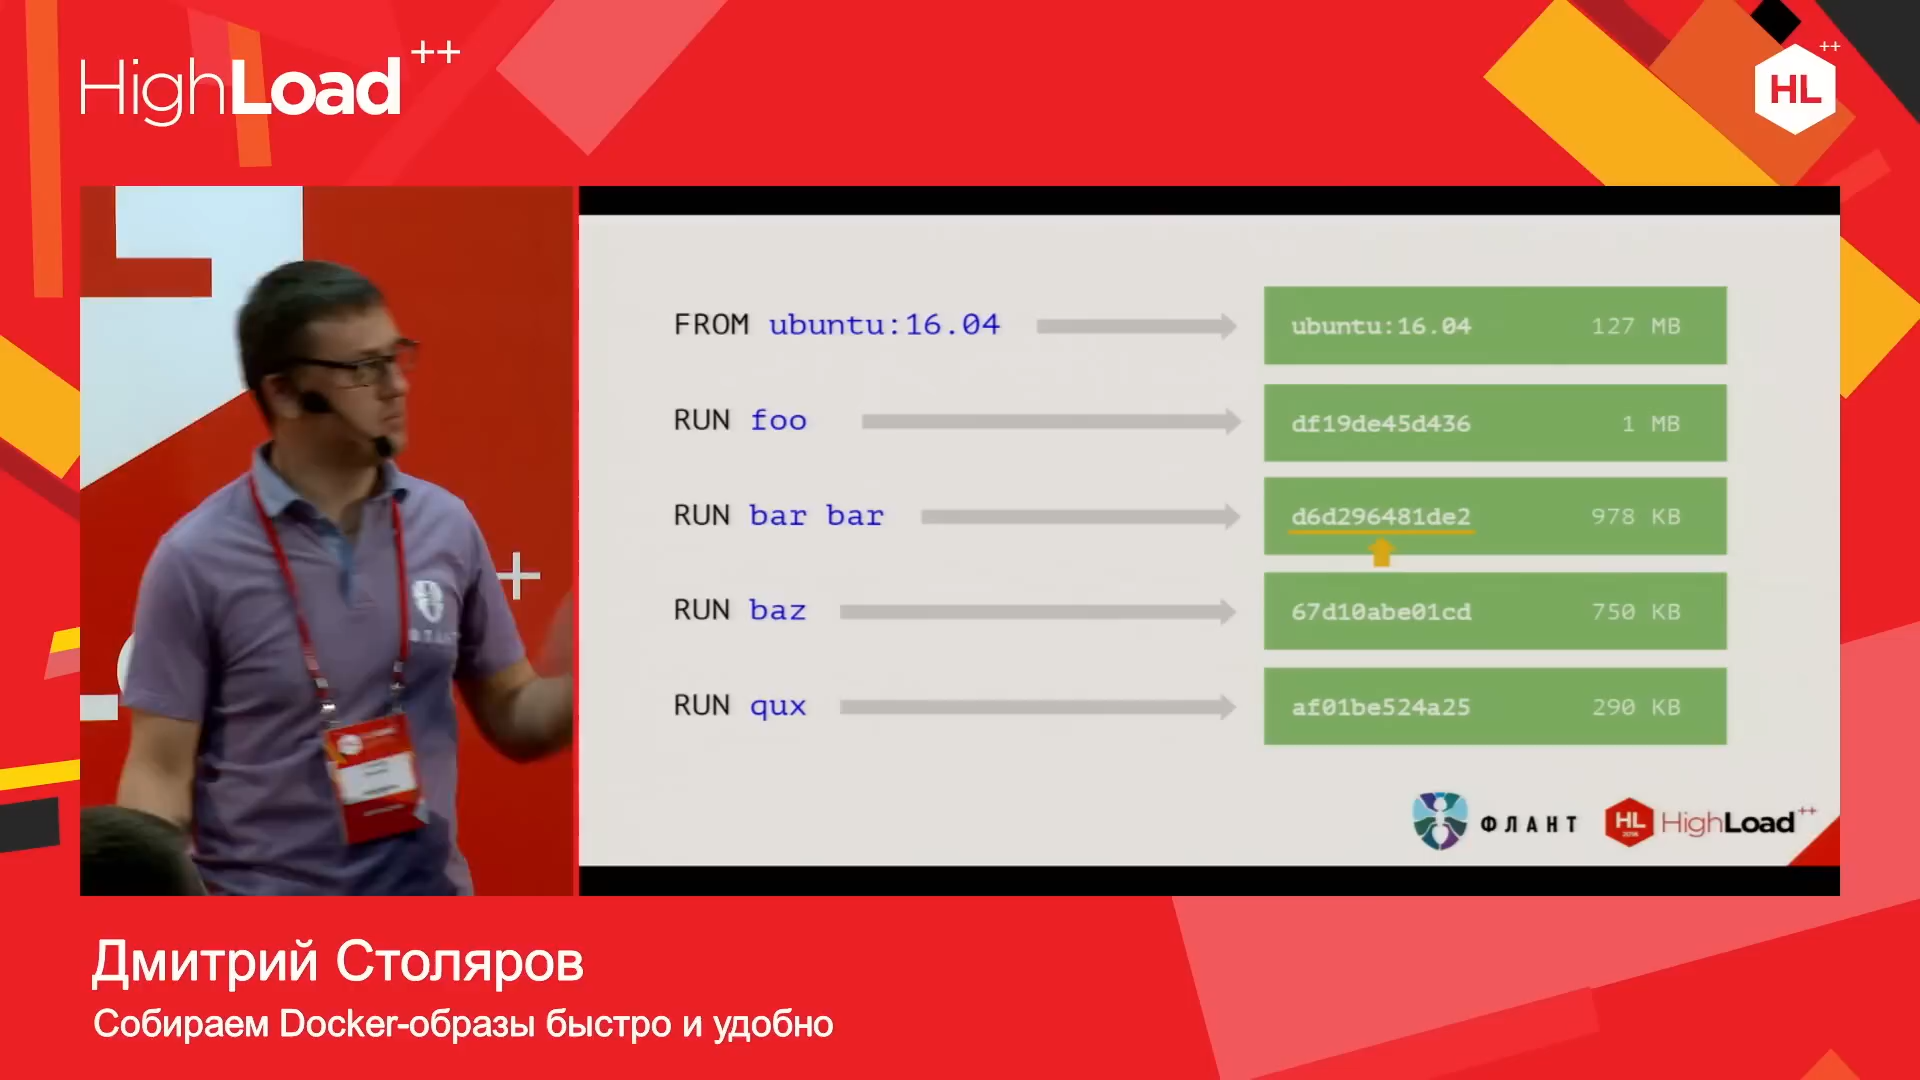 HighLoad++
HL++
FROM ubuntu:16.04
ubuntu:16.04 127 MB
RUN foo
df19de45d436 1 MB
RUN bar bar
d6d296481de2 978 KB
RUN baz
67d10abe01cd 750 KB
RUN qux
af01be524a25 290 KB
ФЛАНТ
HL
HighLoad++
Дмитрий Столяров
Собираем Docker-образы быстро и удобно